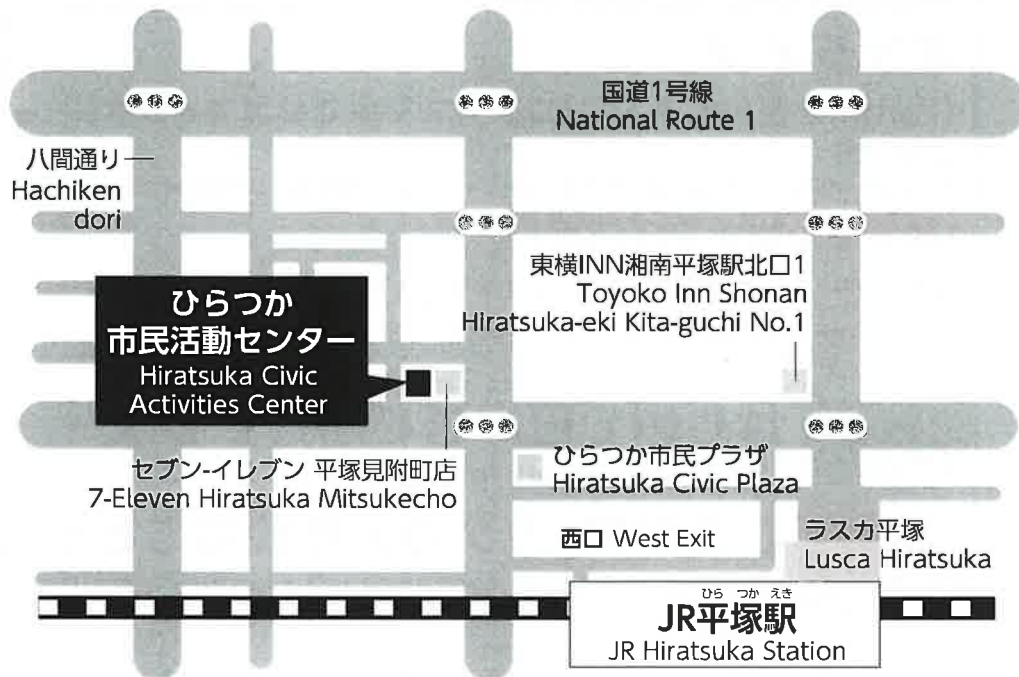 国道1号線
National Route 1
八間通り
Hachiken
dori
東横INN湘南平塚駅北口1
Toyoko Inn Shonan
Hiratsuka-eki Kita-guchi No.1
ひらつか
市民活動センター
Hiratsuka Civic
Activities Center
セブン-イレブン 平塚見附町店
7-Eleven Hiratsuka Mitsukecho
ひらつか市民プラザ
Hiratsuka Civic Plaza
西口 West Exit
ラスカ平塚
Lusca Hiratsuka
ひら つか えき
JR平塚駅
JR Hiratsuka Station